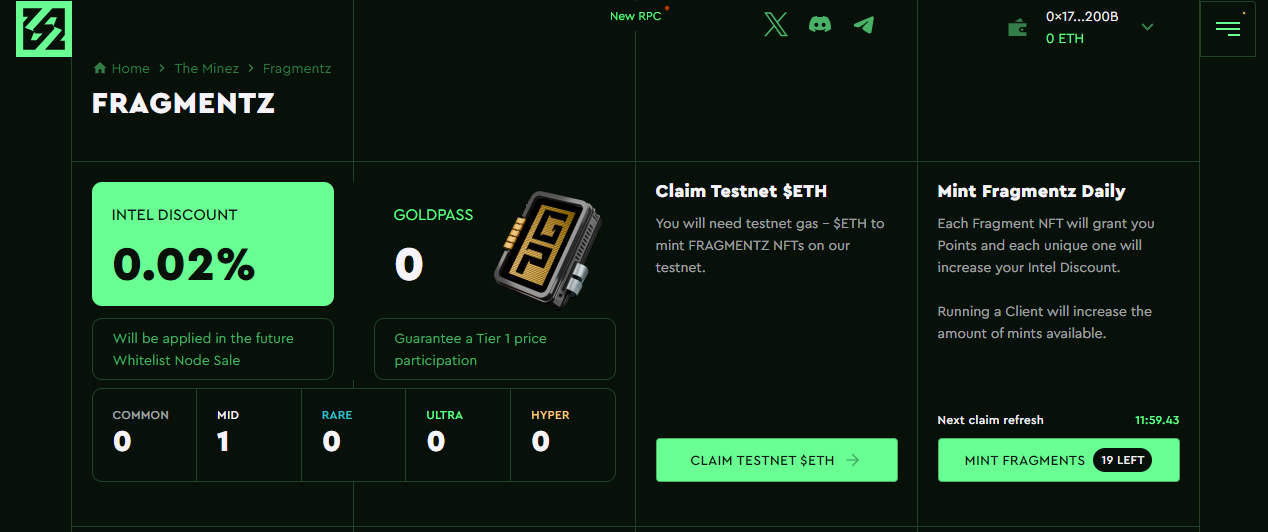 New RPC
0×17...200B
0 ETH
Home > The Minez > Fragmentz
FRAGMENTZ
INTEL DISCOUNT
0.02%
Will be applied in the future
Whitelist Node Sale
GOLDPASS
0
Guarantee a Tier 1 price
participation
COMMON
0
MID
1
RARE
0
ULTRA
0
HYPER
0
Claim Testnet $ETH
You will need testnet gas – $ETH to
mint FRAGMENTZ NFTs on our
testnet.
CLAIM TESTNET $ETH →
Mint Fragmentz Daily
Each Fragment NFT will grant you
Points and each unique one will
increase your Intel Discount.
Running a Client will increase the
amount of mints available.
Next claim refresh
11:59.43
MINT FRAGMENTS 19 LEFT